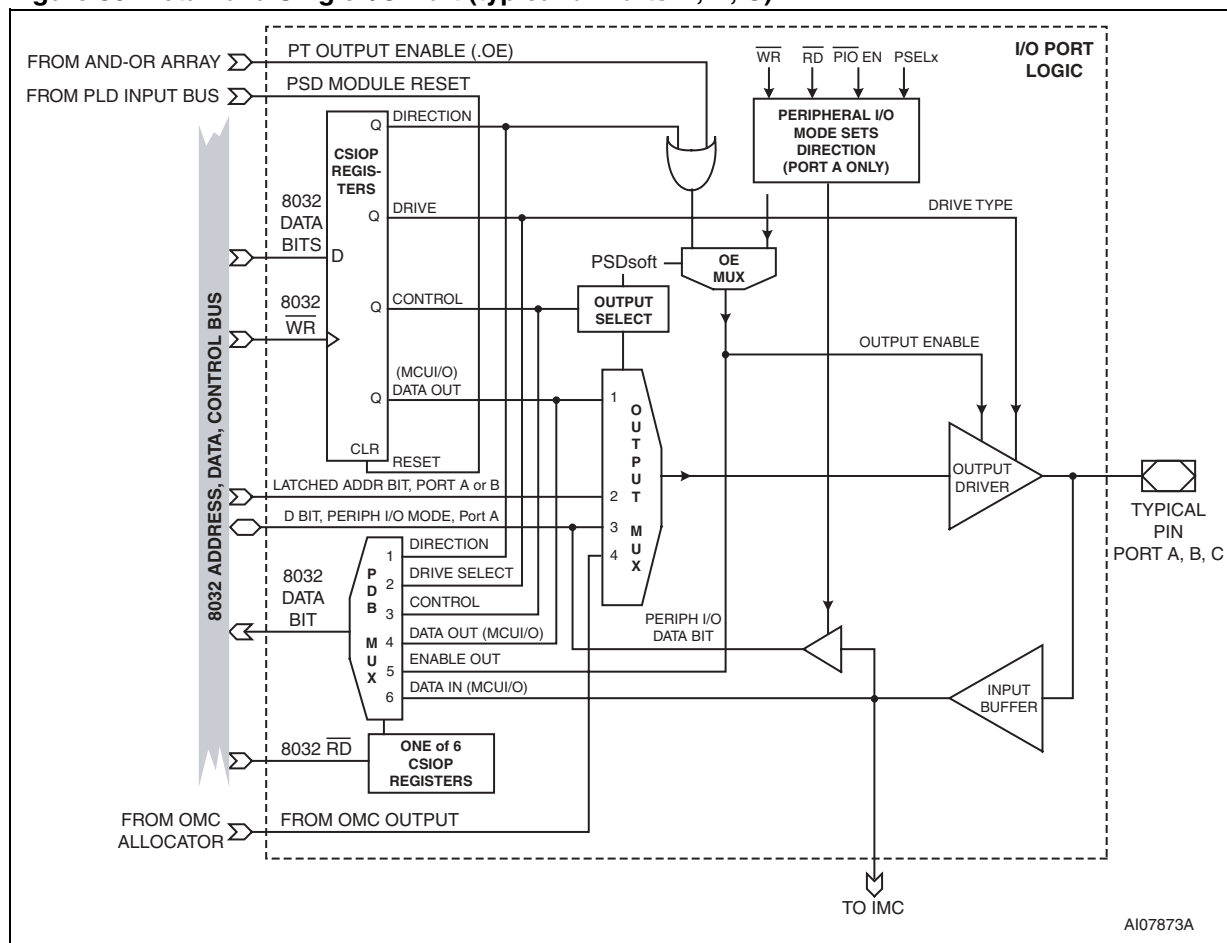 FROM AND-OR ARRAY
PT OUTPUT ENABLE (.OE)
FROM PLD INPUT BUS
PSD MODULE RESET
WR
RD
PIO EN
PSELx
I/O PORT
LOGIC
PERIPHERAL I/O
MODE SETS
DIRECTION
(PORT A ONLY)
8032 ADDRESS, DATA, CONTROL BUS
8032
DATA
BITS
8032
WR
CSIOP
REGIS-
TERS
Q
DIRECTION
Q
DRIVE
D
Q
CONTROL
(MCUI/O)
Q
DATA OUT
CLR
RESET
DRIVE TYPE
PSDsoft
OE
MUX
OUTPUT
SELECT
OUTPUT ENABLE
1
2
3
4
OUTPUT MUX
OUTPUT
DRIVER
TYPICAL
PIN
PORT A, B, C
LATCHED ADDR BIT, PORT A or B
D BIT, PERIPH I/O MODE, Port A
8032
DATA
BIT
PDB MUX
1 DIRECTION
2 DRIVE SELECT
3 CONTROL
4 DATA OUT (MCUI/O)
5 ENABLE OUT
6 DATA IN (MCUI/O)
PERIPH I/O
DATA BIT
INPUT
BUFFER
8032 RD
ONE of 6
CSIOP
REGISTERS
FROM OMC
ALLOCATOR
FROM OMC OUTPUT
TO IMC
AI07873A